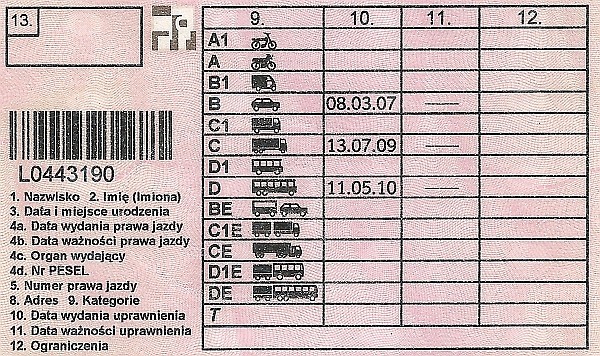 13.
L0443190
1. Nazwisko 2. Imię (Imiona)
3. Data i miejsce urodzenia
4a. Data wydania prawa jazdy
4b. Data ważności prawa jazdy
4c. Organ wydający
4d. Nr PESEL
5. Numer prawa jazdy
8. Adres 9. Kategorie
10. Data wydania uprawnienia
11. Data ważności uprawnienia
12. Ograniczenia
9. 10. 11. 12.
A1
A
B1
B 08.03.07 ——
C1
C 13.07.09 ——
D1
D 11.05.10 ——
BE
C1E
CE
D1E
DE
T